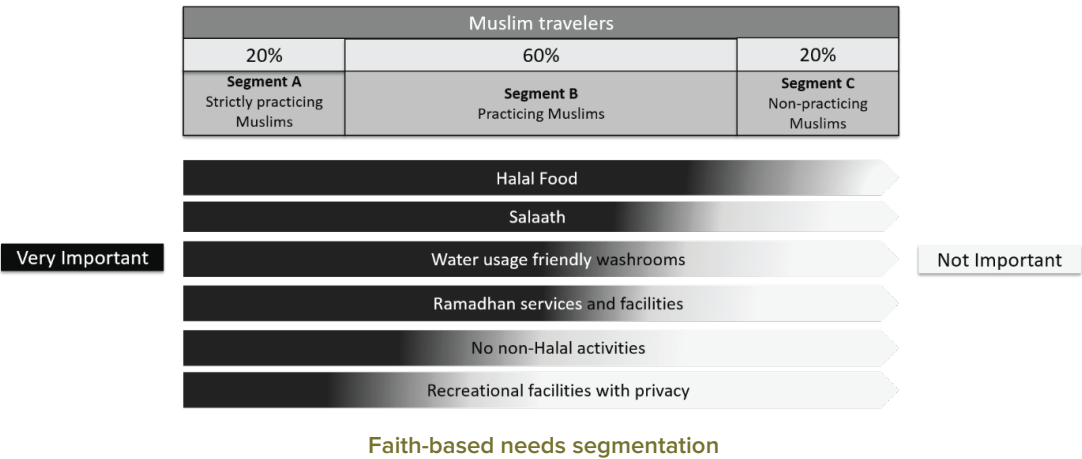 Muslim travelers
20%
60%
20%
Segment A
Strictly practicing
Muslims
Segment B
Practicing Muslims
Segment C
Non-practicing
Muslims
Halal Food
Salaath
Very Important
Water usage friendly washrooms
Not Important
Ramadhan services and facilities
No non-Halal activities
Recreational facilities with privacy
Faith-based needs segmentation